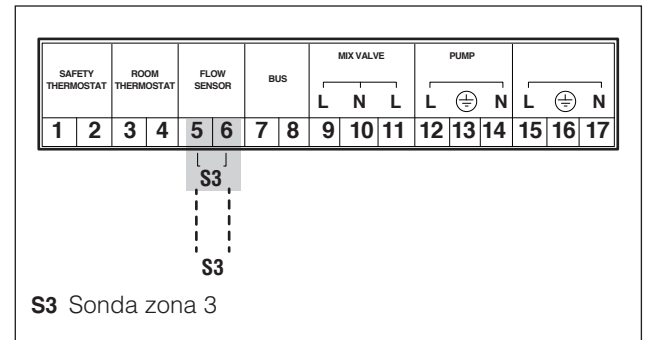 SAFETY THERMOSTAT ROOM THERMOSTAT FLOW SENSOR BUS MIX VALVE PUMP
L N L L N L N
1 2 3 4 5 6 7 8 9 10 11 12 13 14 15 16 17
S3
S3
S3 Sonda zona 3